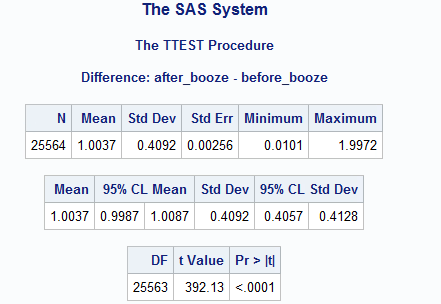 The SAS System
The TTEST Procedure
Difference: after_booze - before_booze
N Mean Std Dev Std Err Minimum Maximum
25564 1.0037 0.4092 0.00256 0.0101 1.9972
Mean 95% CL Mean Std Dev 95% CL Std Dev
1.0037 0.9987 1.0087 0.4092 0.4057 0.4128
DF t Value Pr > |t|
25563 392.13 <.0001